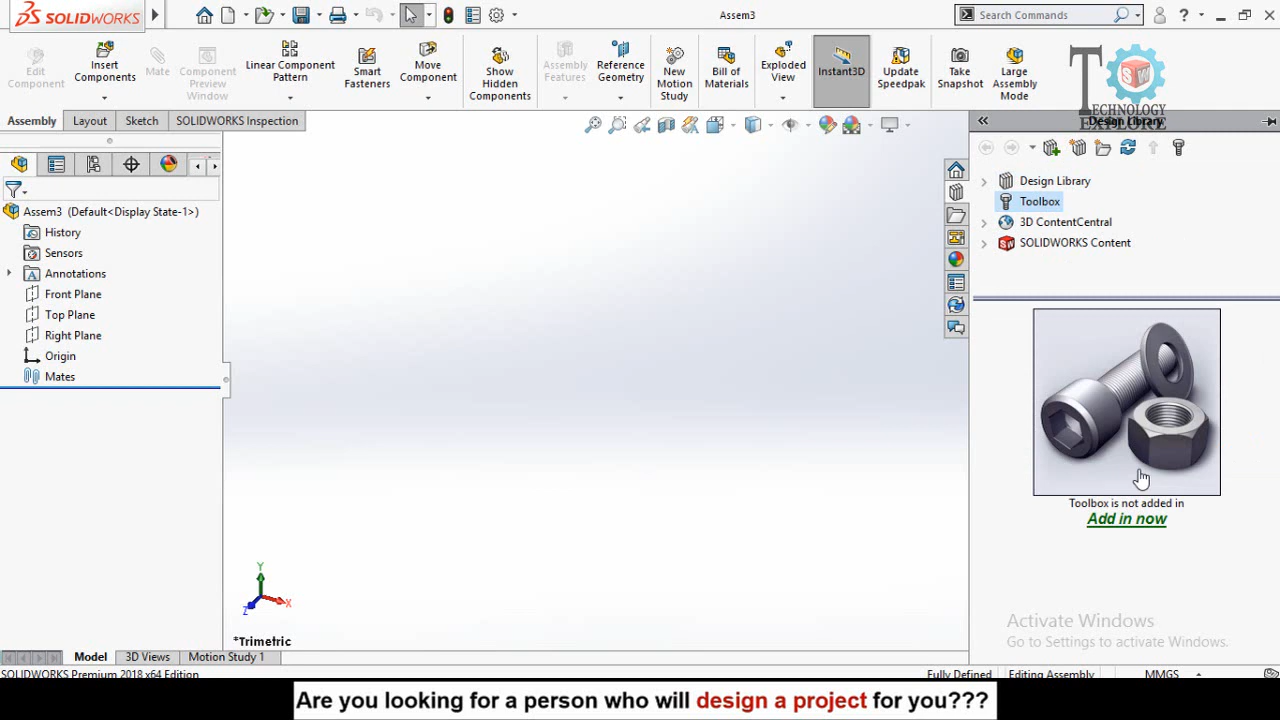 SOLIDWORKS
Assem3
Search Commands
Edit Component
Insert Components
Mate
Component Preview Window
Linear Component Pattern
Smart Fasteners
Move Component
Show Hidden Components
Assembly Features
Reference Geometry
New Motion Study
Bill of Materials
Exploded View
Instant3D
Update Speedpak
Take Snapshot
Large Assembly Mode
TECHNOLOGY
EXPLORE
SW
Assembly
Layout
Sketch
SOLIDWORKS Inspection
Design Library
Assem3 (Default<Display State-1>)
History
Sensors
Annotations
Front Plane
Top Plane
Right Plane
Origin
Mates
Design Library
Toolbox
3D ContentCentral
SOLIDWORKS Content
Toolbox is not added in
Add in now
Y
X
Z
*Trimetric
Activate Windows
Go to Settings to activate Windows.
Model
3D Views
Motion Study 1
SOLIDWORKS Premium 2018 x64 Edition
Fully Defined
Editing Assembly
MMGS
Are you looking for a person who will design a project for you???